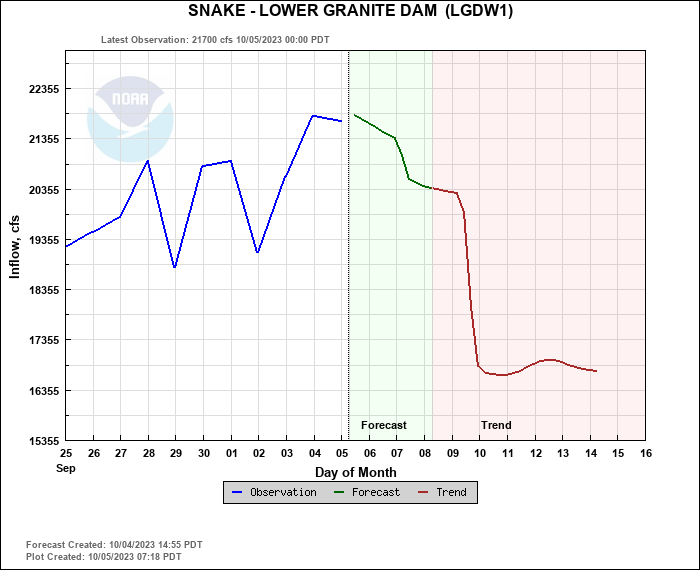 SNAKE - LOWER GRANITE DAM (LGDW1)
Latest Observation: 21700 cfs 10/05/2023 00:00 PDT
NOAA
Inflow, cfs
22355
21355
20355
19355
18355
17355
16355
15355
Forecast Trend
25 26 27 28 29 30 01 02 03 04 05 06 07 08 09 10 11 12 13 14 15 16
Sep
Day of Month
Observation Forecast Trend
Forecast Created: 10/04/2023 14:55 PDT
Plot Created: 10/05/2023 07:18 PDT